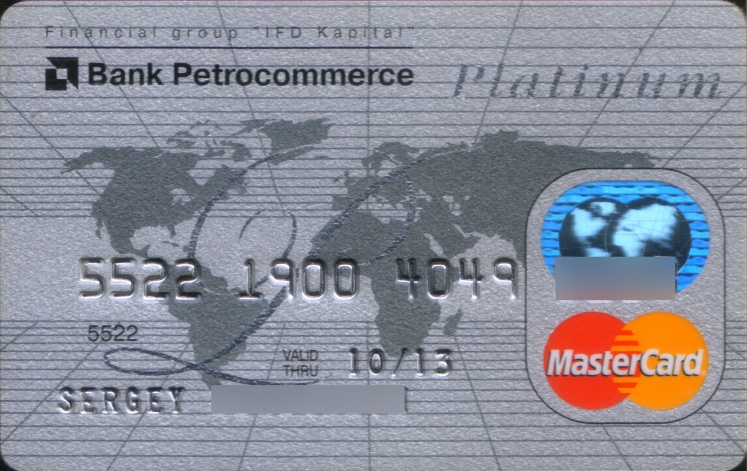 Financial group "IFD Kapital"
Bank Petrocommerce
Platinum
5522 1900 4049
5522
VALID THRU 10/13
SERGEY
MasterCard